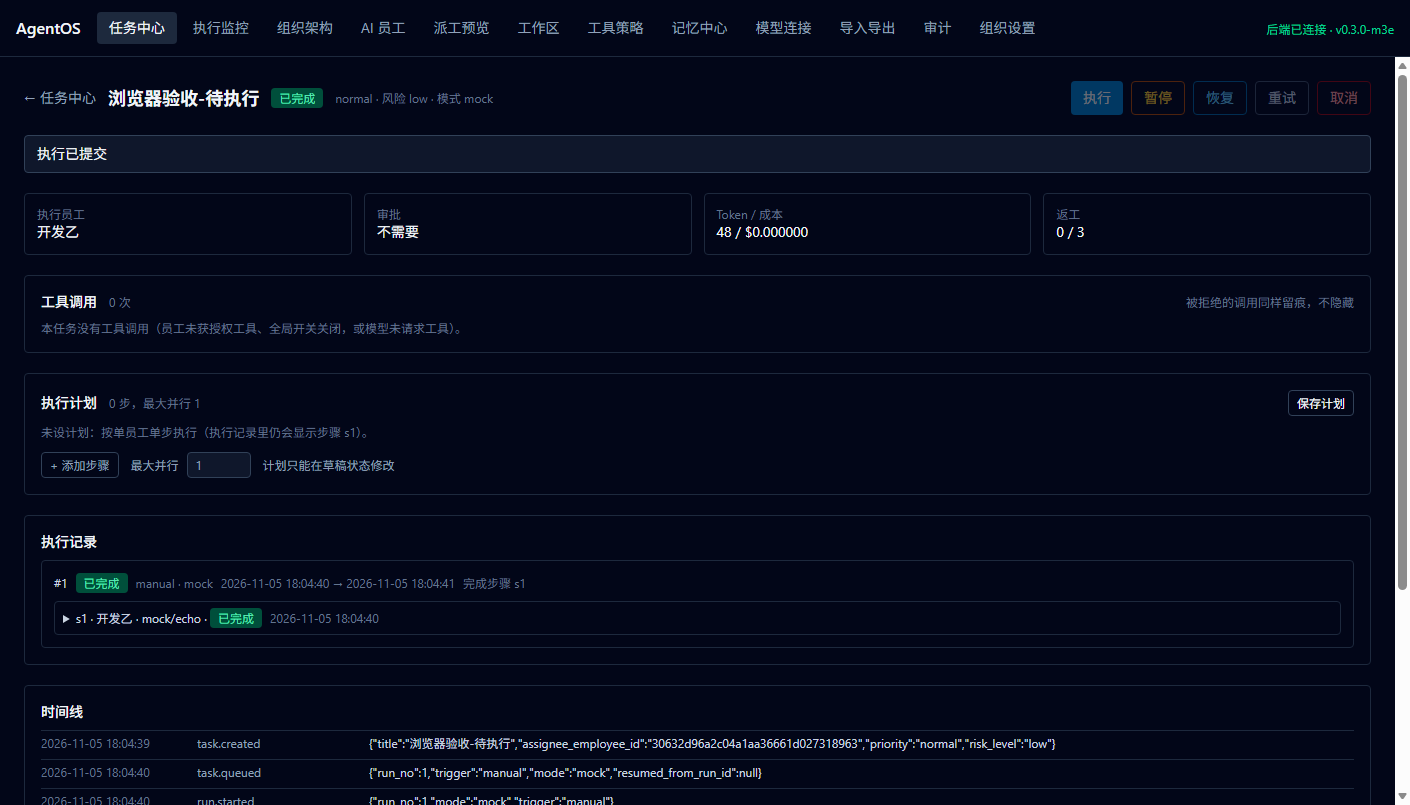 AgentOS 任务中心 执行监控 组织架构 AI 员工 派工预览 工作区 工具策略 记忆中心 模型连接 导入导出 审计 组织设置 后端已连接 · v0.3.0-m3e
← 任务中心 浏览器验收-待执行 已完成 normal · 风险 low · 模式 mock 执行 暂停 恢复 重试 取消
执行已提交
执行员工 审批 Token / 成本 返工
开发乙 不需要 48 / $0.000000 0 / 3
工具调用 0 次 被拒绝的调用同样留痕，不隐藏
本任务没有工具调用（员工未获授权工具、全局开关关闭，或模型未请求工具）。
执行计划 0 步，最大并行 1 保存计划
未设计划：按单员工单步执行（执行记录里仍会显示步骤 s1）。
+ 添加步骤 最大并行 1 计划只能在草稿状态修改
执行记录
#1 已完成 manual · mock 2026-11-05 18:04:40 → 2026-11-05 18:04:41 完成步骤 s1
▶ s1 · 开发乙 · mock/echo · 已完成 2026-11-05 18:04:40
时间线
2026-11-05 18:04:39 task.created {"title":"浏览器验收-待执行","assignee_employee_id":"30632d96a2c04a1aa36661d027318963","priority":"normal","risk_level":"low"}
2026-11-05 18:04:40 task.queued {"run_no":1,"trigger":"manual","mode":"mock","resumed_from_run_id":null}
2026-11-05 18:04:40 run.started {"run_no":1,"mode":"mock","trigger":"manual"}